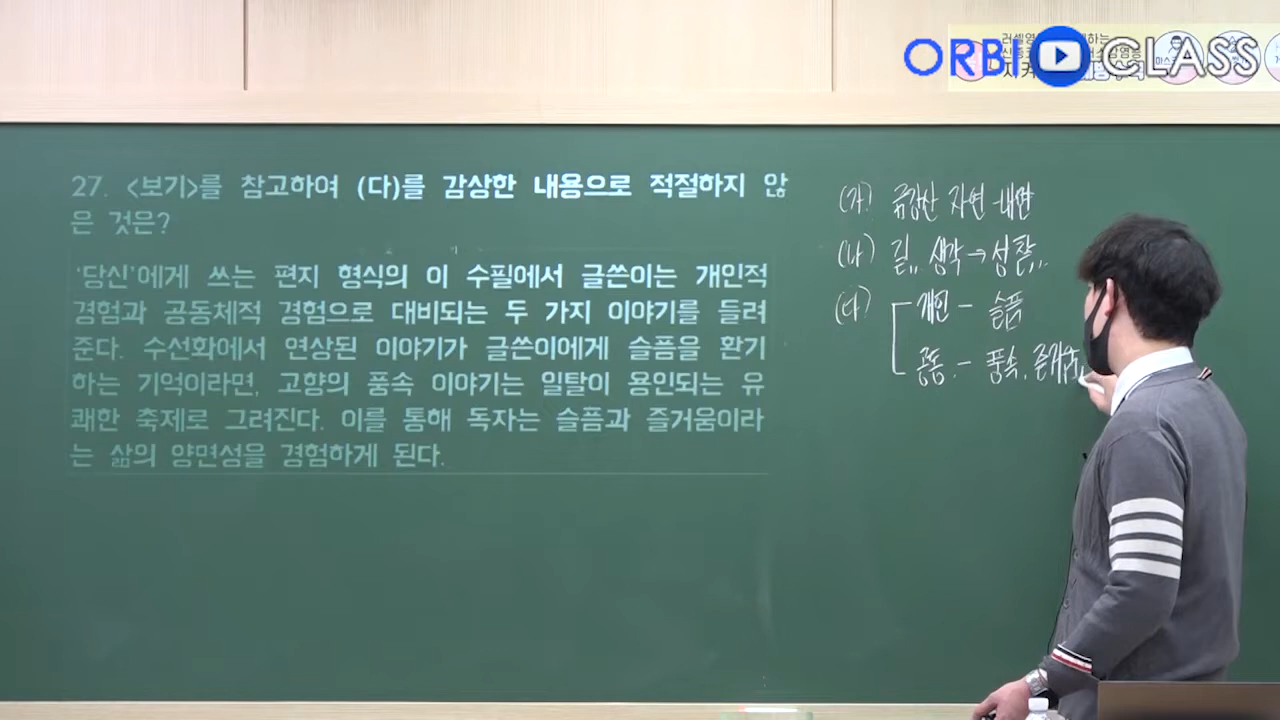 ORBI CLASS
27. <보기>를 참고하여 (다)를 감상한 내용으로 적절하지 않
은 것은?
'당신'에게 쓰는 편지 형식의 이 수필에서 글쓴이는 개인적
경험과 공동체적 경험으로 대비되는 두 가지 이야기를 들려
준다. 수선화에서 연상된 이야기가 글쓴이에게 슬픔을 환기
하는 기억이라면, 고향의 풍속 이야기는 일탈이 용인되는 유
쾌한 축제로 그려진다. 이를 통해 독자는 슬픔과 즐거움이라
는 삶의 양면성을 경험하게 된다.
(가) 금강산 자연-내면
(나) 길,, 생각→성찰,,
(다) 개인 - 슬픔
공동. - 풍속, 즐거움